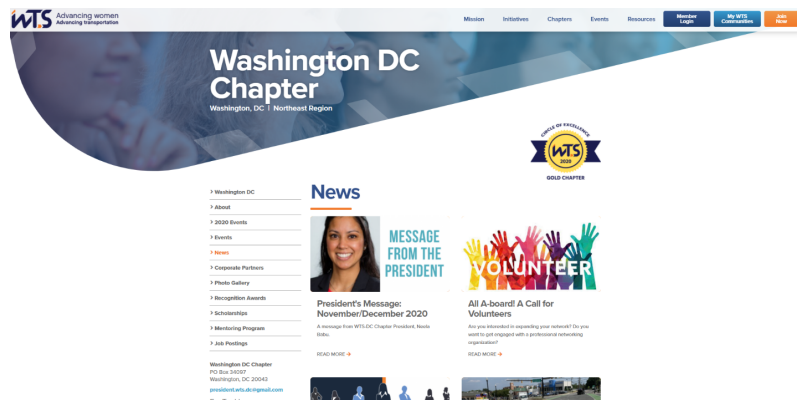 WTS Advancing women
Advancing transportation
Mission
Initiatives
Chapters
Events
Resources
Member
Login
My WTS
Communities
Join
Now
Washington DC
Chapter
Washington, DC | Northeast Region
CIRCLE OF EXCELLENCE
WTS
2020
GOLD CHAPTER
> Washington DC
> About
> 2020 Events
> Events
> News
> Corporate Partners
> Photo Gallery
> Recognition Awards
> Scholarships
> Mentoring Program
> Job Postings
Washington DC Chapter
PO Box 34097
Washington, DC 20043
president.wts.dc@gmail.com
News
MESSAGE
FROM THE
PRESIDENT
President's Message:
November/December 2020
A message from WTS-DC Chapter President, Neela
Babu.
READ MORE →
VOLUNTEER
All A-board! A Call for
Volunteers
Are you interested in expanding your network? Do you
want to get engaged with a professional networking
organization?
READ MORE →